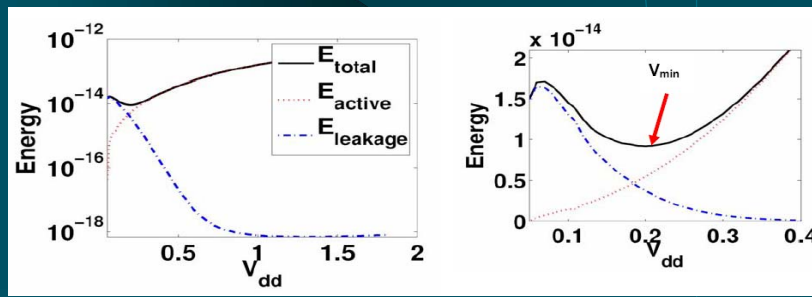 10⁻¹²
10⁻¹⁴
10⁻¹⁶
10⁻¹⁸
Energy
E_total
E_active
E_leakage
0.5
1
1.5
2
V_dd
x 10⁻¹⁴
2
1.5
1
0.5
0
Energy
V_min
0.1
0.2
0.3
0.4
V_dd